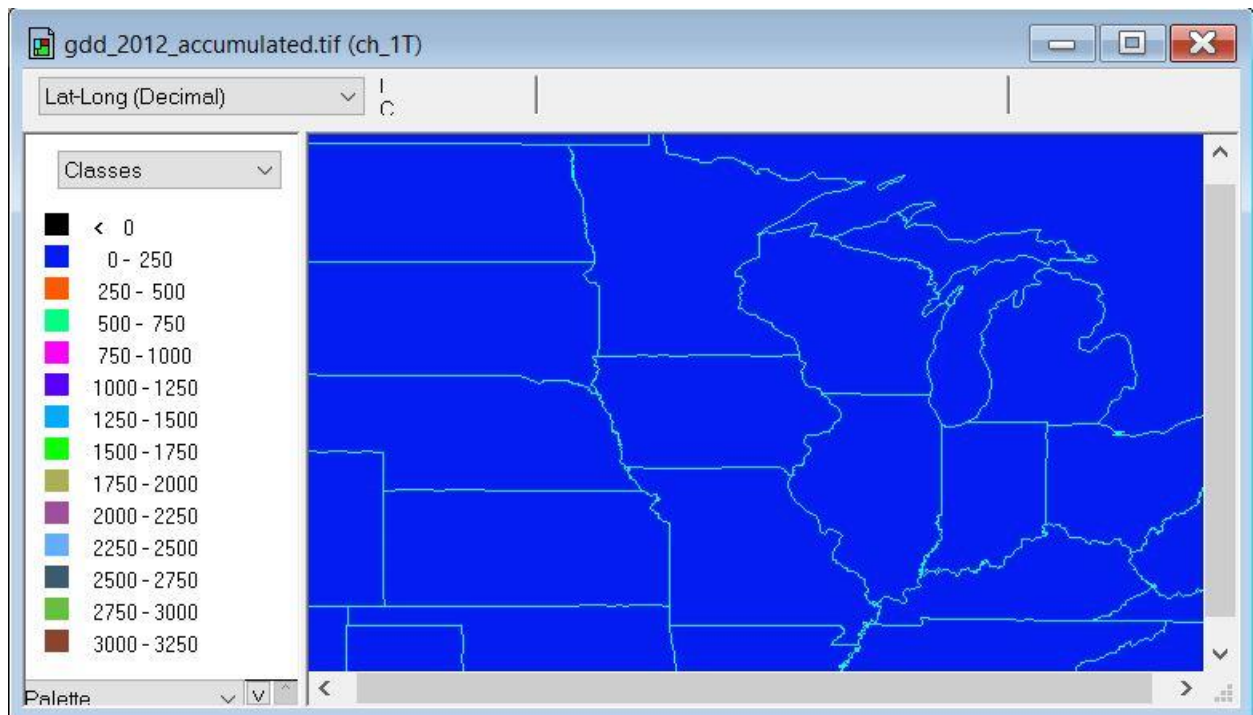 gdd_2012_accumulated.tif (ch_1T)
Lat-Long (Decimal)
Classes
< 0
0 - 250
250 - 500
500 - 750
750 - 1000
1000 - 1250
1250 - 1500
1500 - 1750
1750 - 2000
2000 - 2250
2250 - 2500
2500 - 2750
2750 - 3000
3000 - 3250
Palette
V